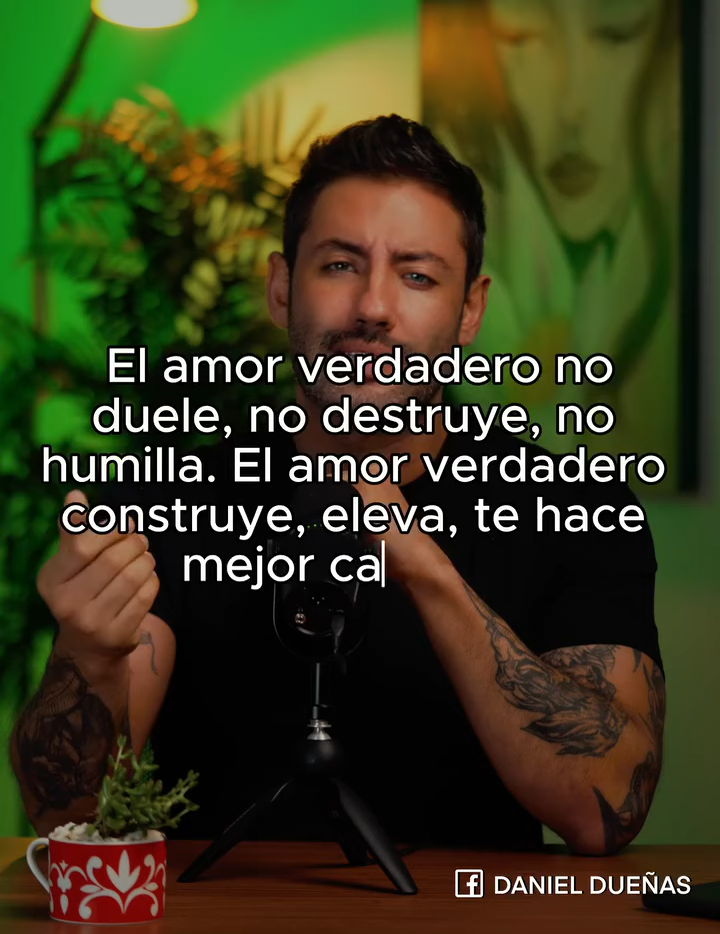 El amor verdadero no
duele, no destruye, no
humilla. El amor verdadero
construye, eleva, te hace
mejor ca
DANIEL DUEÑAS